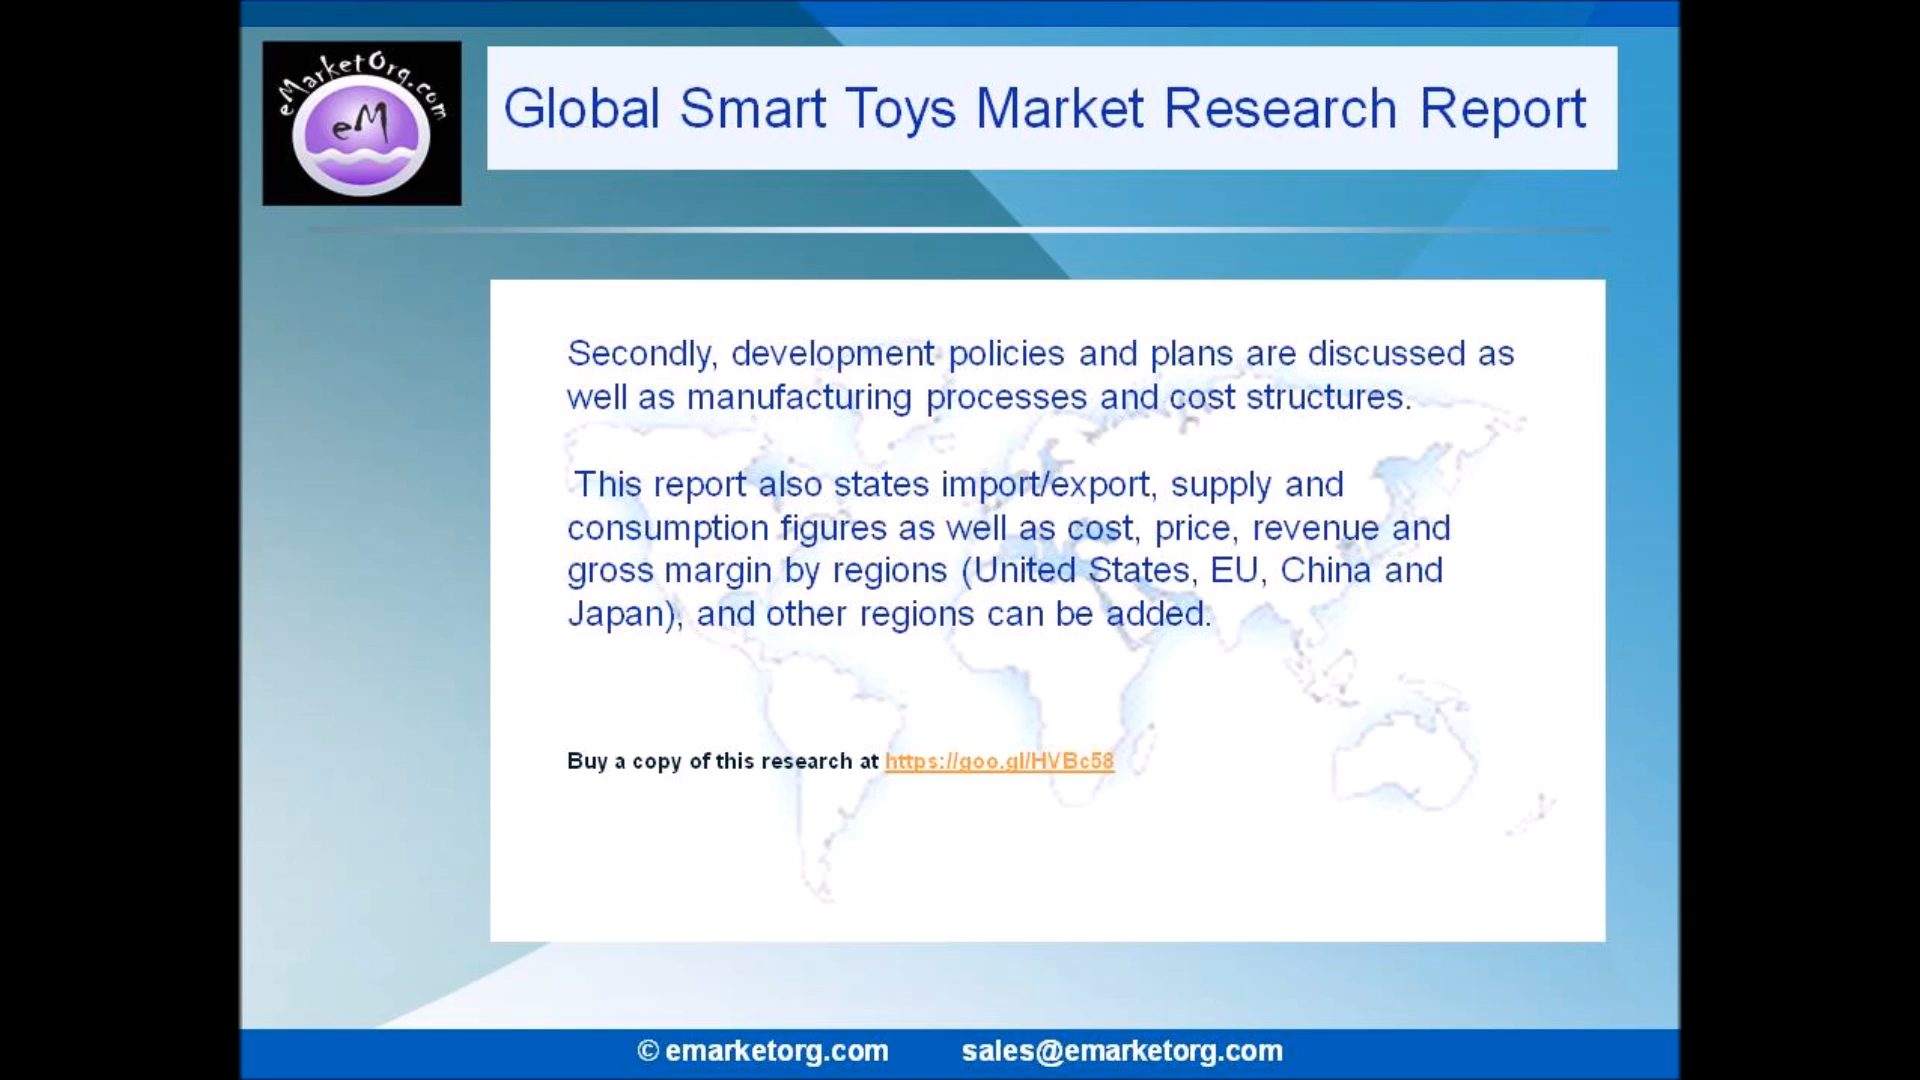 eMarketOrg.com
eM
Global Smart Toys Market Research Report
Secondly, development policies and plans are discussed as
well as manufacturing processes and cost structures.
This report also states import/export, supply and
consumption figures as well as cost, price, revenue and
gross margin by regions (United States, EU, China and
Japan), and other regions can be added.
Buy a copy of this research at https://goo.gl/HVBc58
© emarketorg.com sales@emarketorg.com